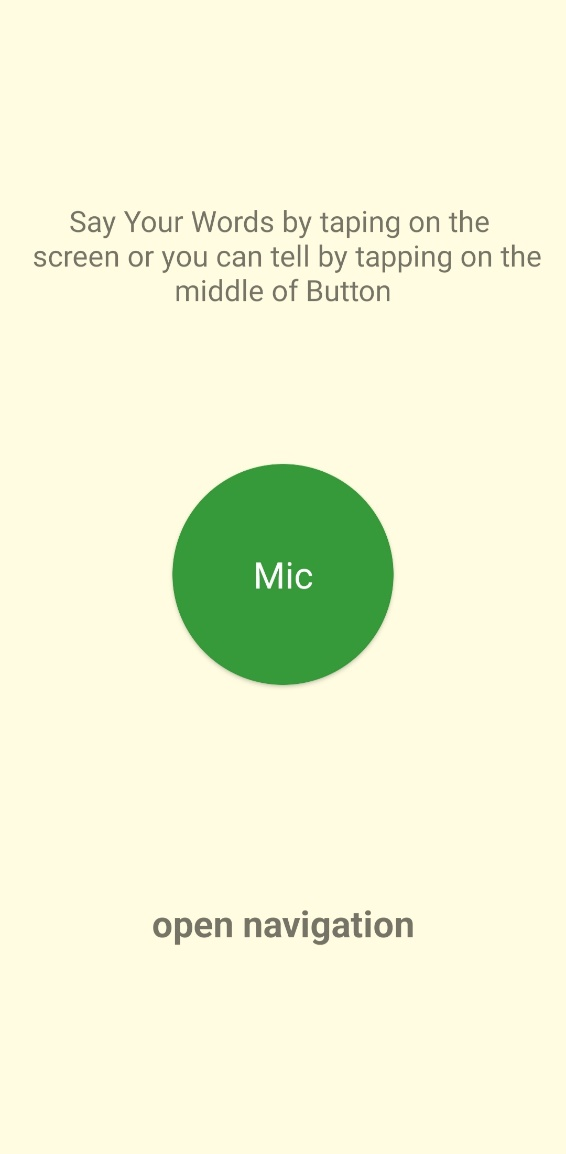 Say Your Words by taping on the
screen or you can tell by tapping on the
middle of Button
Mic
open navigation